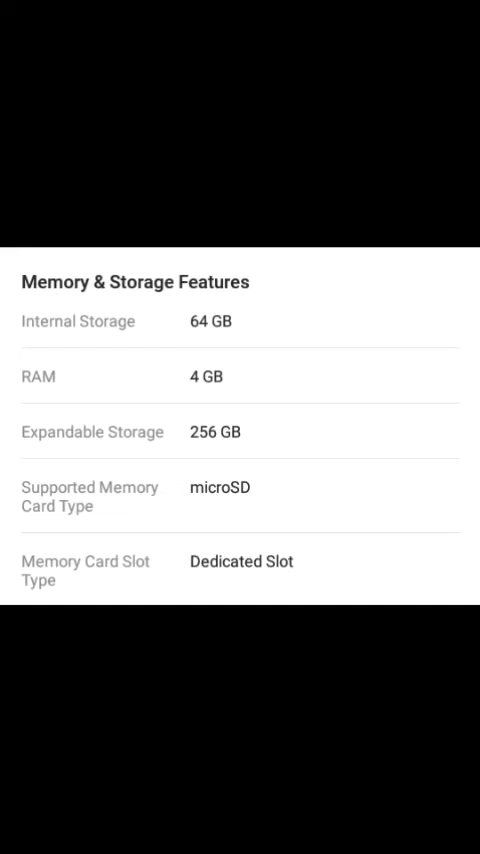 Memory & Storage Features
Internal Storage 64 GB
RAM 4 GB
Expandable Storage 256 GB
Supported Memory microSD
Card Type
Memory Card Slot Dedicated Slot
Type